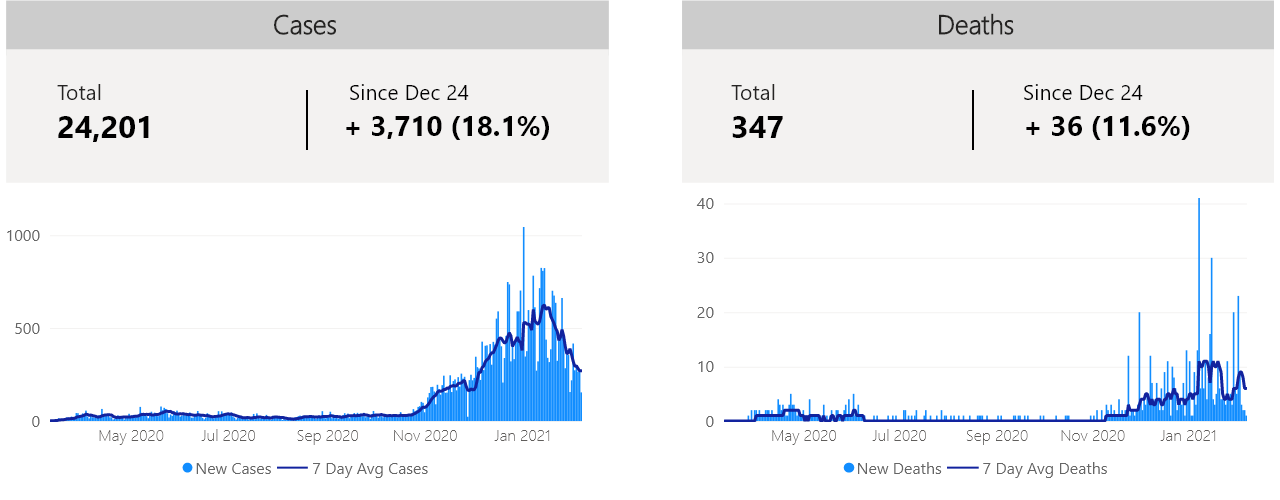 Cases
Total
24,201
Since Dec 24
+ 3,710 (18.1%)
1000
500
0
May 2020 Jul 2020 Sep 2020 Nov 2020 Jan 2021
New Cases 7 Day Avg Cases
Deaths
Total
347
Since Dec 24
+ 36 (11.6%)
40
30
20
10
0
May 2020 Jul 2020 Sep 2020 Nov 2020 Jan 2021
New Deaths 7 Day Avg Deaths